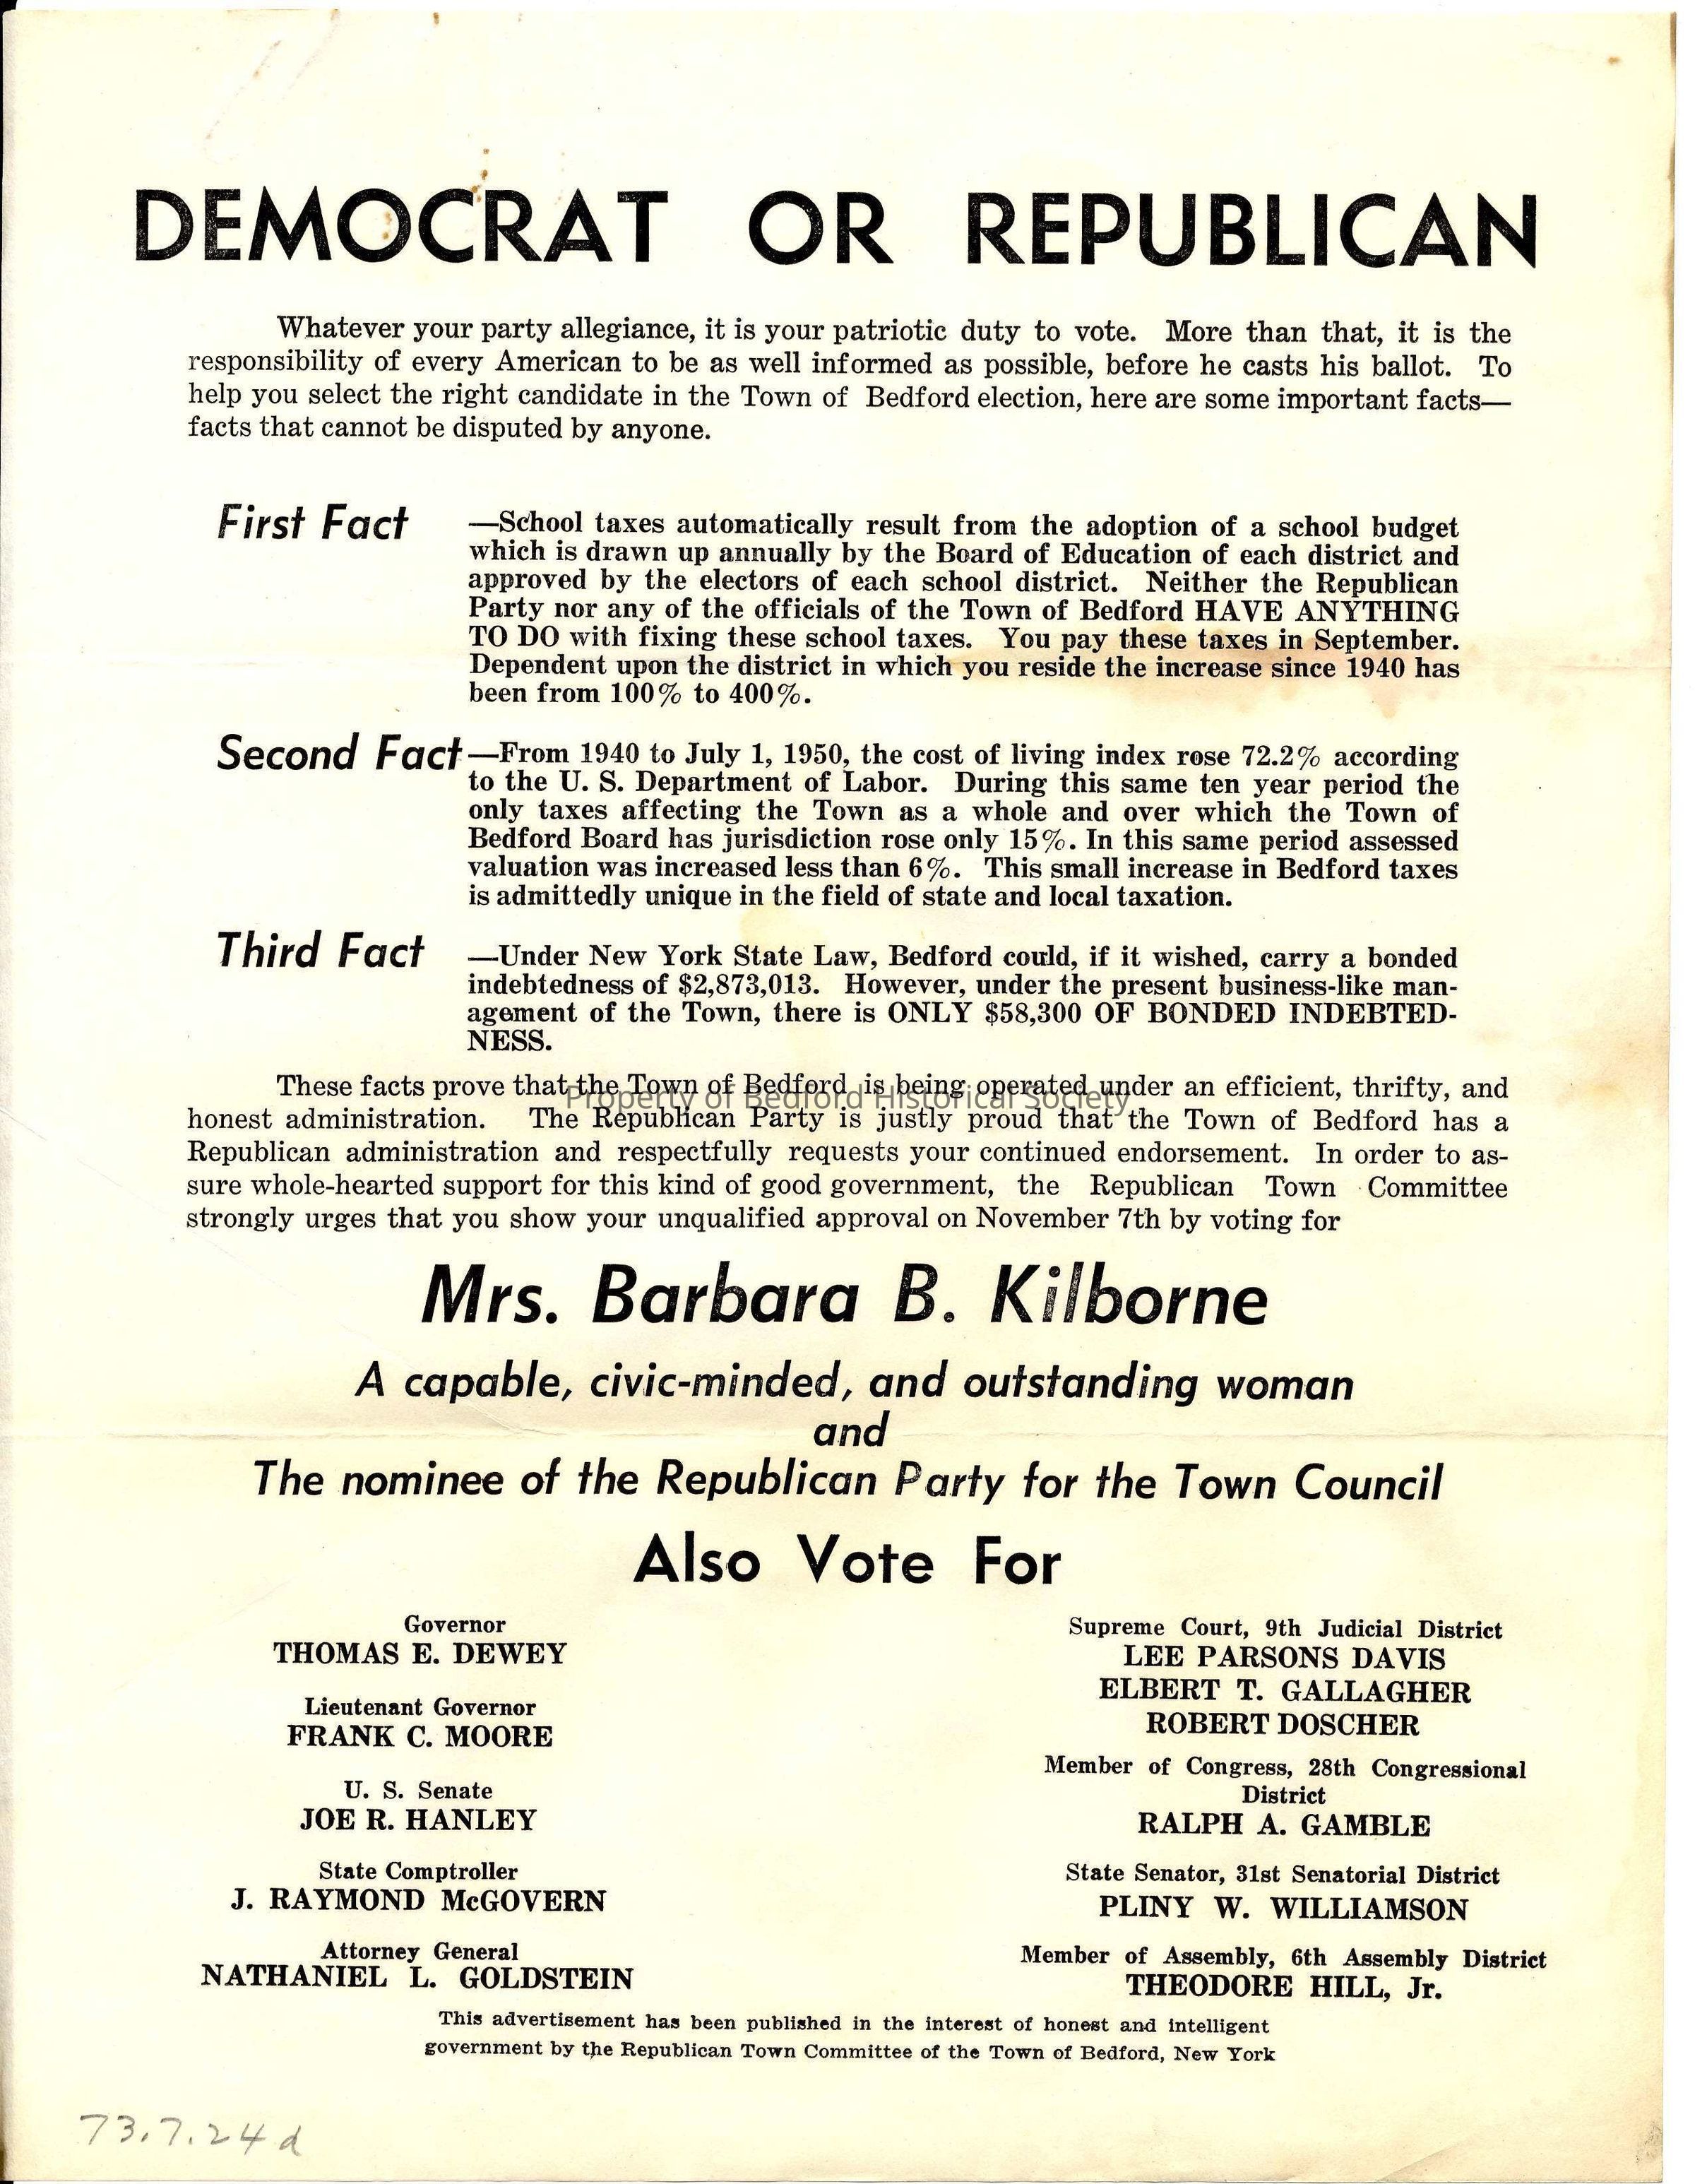 DEMOCRAT OR REPUBLICAN
Whatever your party allegiance, it is your patriotic duty to vote. More than that, it is the
responsibility of every American to be as well informed as possible, before he casts his ballot. To
help you select the right candidate in the Town of Bedford election, here are some important facts—
facts that cannot be disputed by anyone.
First Fact —School taxes automatically result from the adoption of a school budget
which is drawn up annually by the Board of Education of each district and
approved by the electors of each school district. Neither the Republican
Party nor any of the officials of the Town of Bedford HAVE ANYTHING
TO DO with fixing these school taxes. You pay these taxes in September.
Dependent upon the district in which you reside the increase since 1940 has
been from 100% to 400%.
Second Fact —From 1940 to July 1, 1950, the cost of living index rose 72.2% according
to the U. S. Department of Labor. During this same ten year period the
only taxes affecting the Town as a whole and over which the Town of
Bedford Board has jurisdiction rose only 15%. In this same period assessed
valuation was increased less than 6%. This small increase in Bedford taxes
is admittedly unique in the field of state and local taxation.
Third Fact —Under New York State Law, Bedford could, if it wished, carry a bonded
indebtedness of $2,873,013. However, under the present business-like man-
agement of the Town, there is ONLY $58,300 OF BONDED INDEBTED-
NESS.
These facts prove that the Town of Bedford is being operated under an efficient, thrifty, and
Property of Bedford Historical Society
honest administration. The Republican Party is justly proud that the Town of Bedford has a
Republican administration and respectfully requests your continued endorsement. In order to as-
sure whole-hearted support for this kind of good government, the Republican Town Committee
strongly urges that you show your unqualified approval on November 7th by voting for
Mrs. Barbara B. Kilborne
A capable, civic-minded, and outstanding woman
and
The nominee of the Republican Party for the Town Council
Also Vote For
Governor
THOMAS E. DEWEY
Lieutenant Governor
FRANK C. MOORE
U. S. Senate
JOE R. HANLEY
State Comptroller
J. RAYMOND McGOVERN
Attorney General
NATHANIEL L. GOLDSTEIN
Supreme Court, 9th Judicial District
LEE PARSONS DAVIS
ELBERT T. GALLAGHER
ROBERT DOSCHER
Member of Congress, 28th Congressional
District
RALPH A. GAMBLE
State Senator, 31st Senatorial District
PLINY W. WILLIAMSON
Member of Assembly, 6th Assembly District
THEODORE HILL, Jr.
This advertisement has been published in the interest of honest and intelligent
government by the Republican Town Committee of the Town of Bedford, New York
73.7.24d